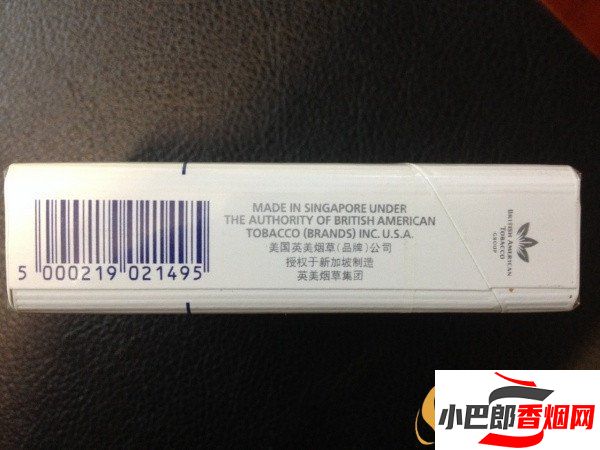 MADE IN SINGAPORE UNDER
THE AUTHORITY OF BRITISH AMERICAN
TOBACCO (BRANDS) INC. U.S.A.
美国英美烟草(品牌)公司
授权于新加坡制造
英美烟草集团
5 000219 021495
BRITISH AMERICAN
TOBACCO
GROUP
小巴郎香烟网